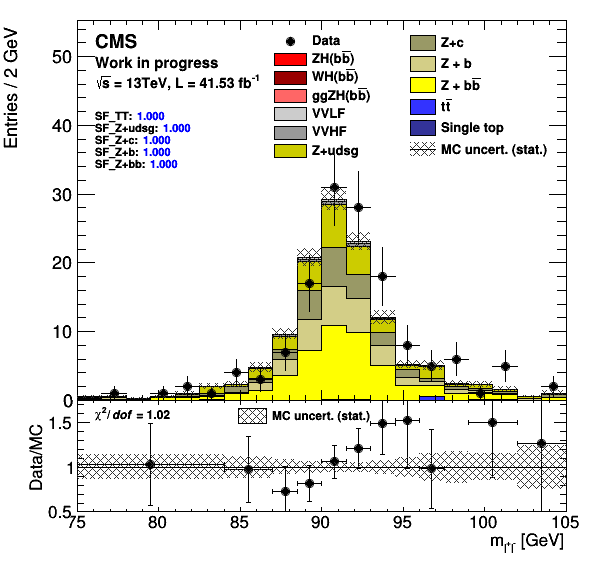 Entries / 2 GeV
50
40
30
20
10
0
CMS
Work in progress
√s = 13TeV, L = 41.53 fb⁻¹
SF_TT: 1.000
SF_Z+udsg: 1.000
SF_Z+c: 1.000
SF_Z+b: 1.000
SF_Z+bb: 1.000
Data
ZH(bb̅)
WH(bb̅)
ggZH(bb̅)
VVLF
VVHF
Z+udsg
Z+c
Z + b
Z + bb̅
tt̅
Single top
MC uncert. (stat.)
Data/MC
1.5
1
0.5
χ²/dof = 1.02
MC uncert. (stat.)
75 80 85 90 95 100 105
m_l⁺l⁻ [GeV]